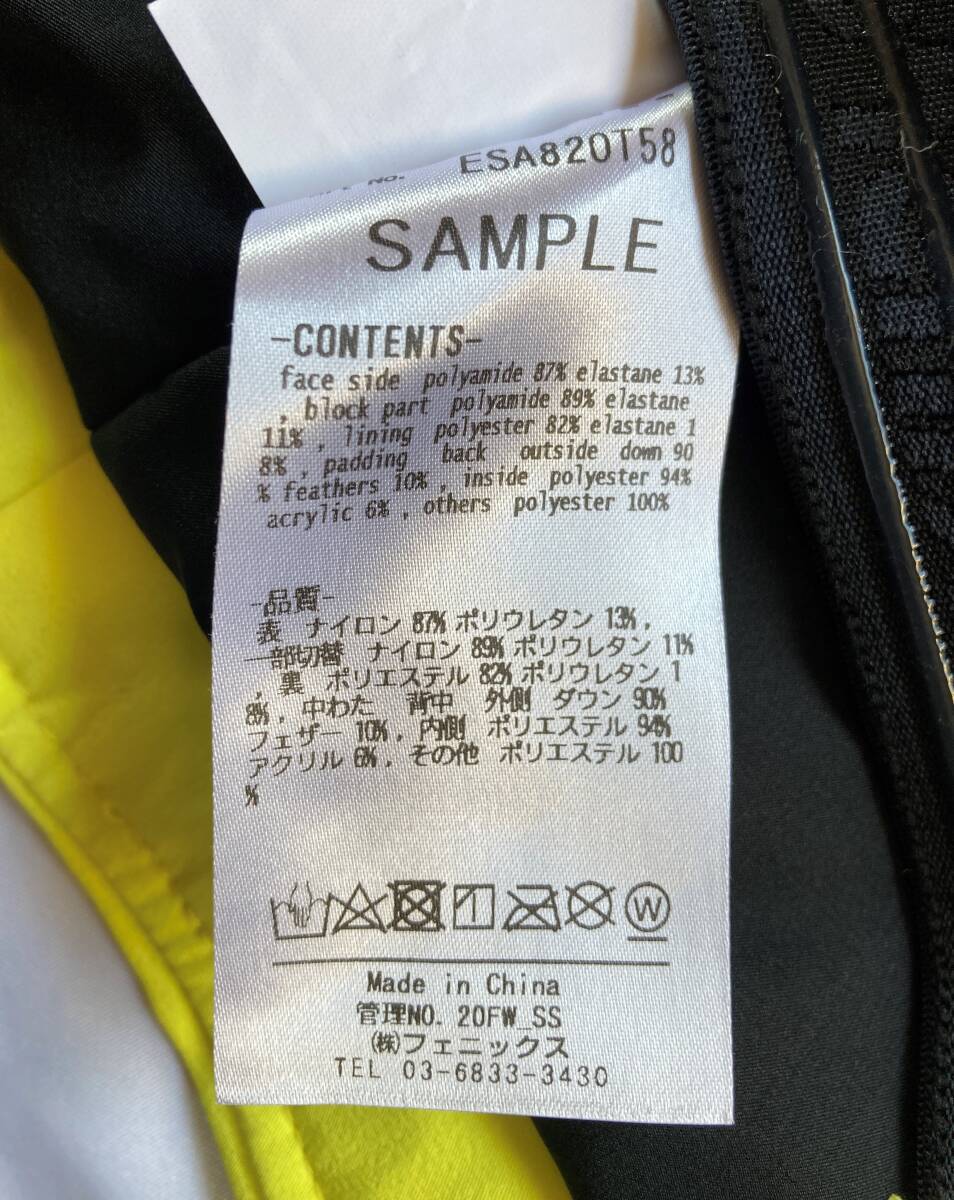 No. ESA820T58
SAMPLE
-CONTENTS-
face side polyamide 87% elastane 13%
, block part polyamide 89% elastane
11% , lining polyester 82% elastane 1
8% , padding back outside down 90
% feathers 10% , inside polyester 94%
acrylic 6% , others polyester 100%
-品質-
表 ナイロン 87% ポリウレタン 13% ,
一部切替 ナイロン 89% ポリウレタン 11%
, 裏 ポリエステル 82% ポリウレタン 1
8% , 中わた 背中 外側 ダウン 90%
フェザー 10% , 内側 ポリエステル 94%
アクリル 6% , その他 ポリエステル 100
%
W
Made in China
管理NO. 20FW_SS
㈱フェニックス
TEL 03-6833-3430